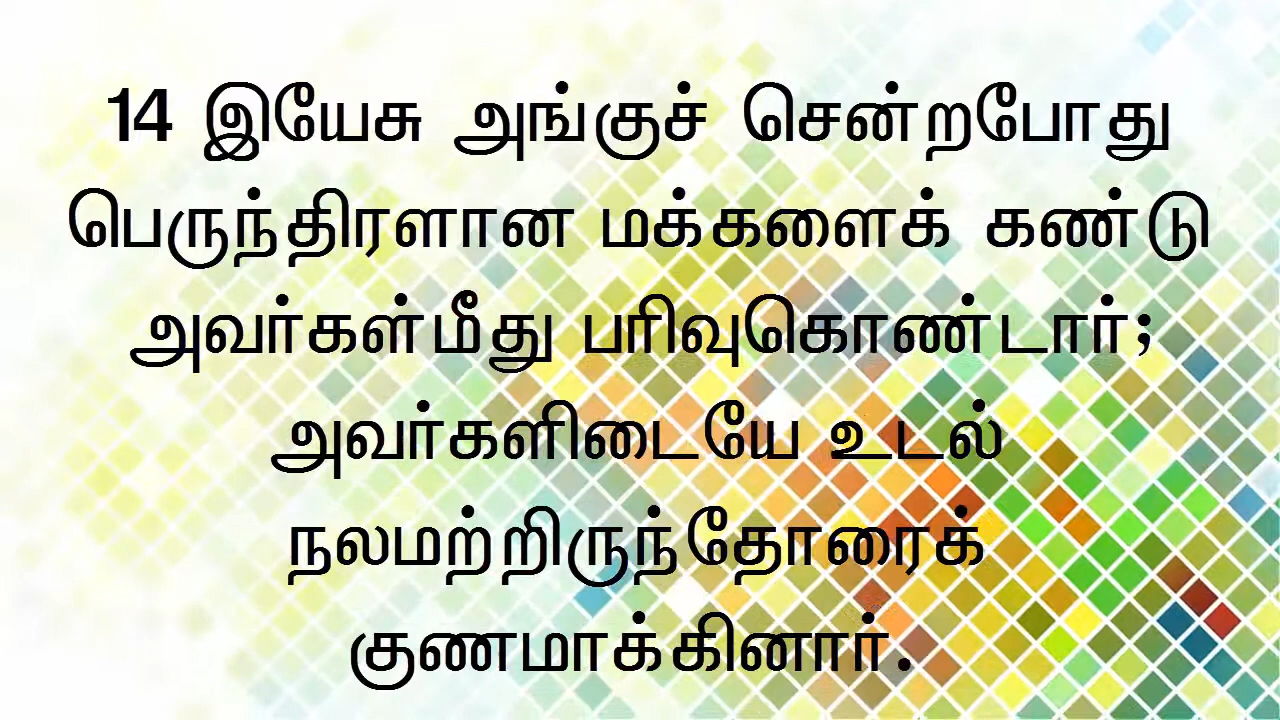 14 இயேசு அங்குச் சென்றபோது
பெருந்திரளான மக்களைக் கண்டு
அவர்கள்மீது பரிவுகொண்டார்;
அவர்களிடையே உடல்
நலமற்றிருந்தோரைக்
குணமாக்கினார்.